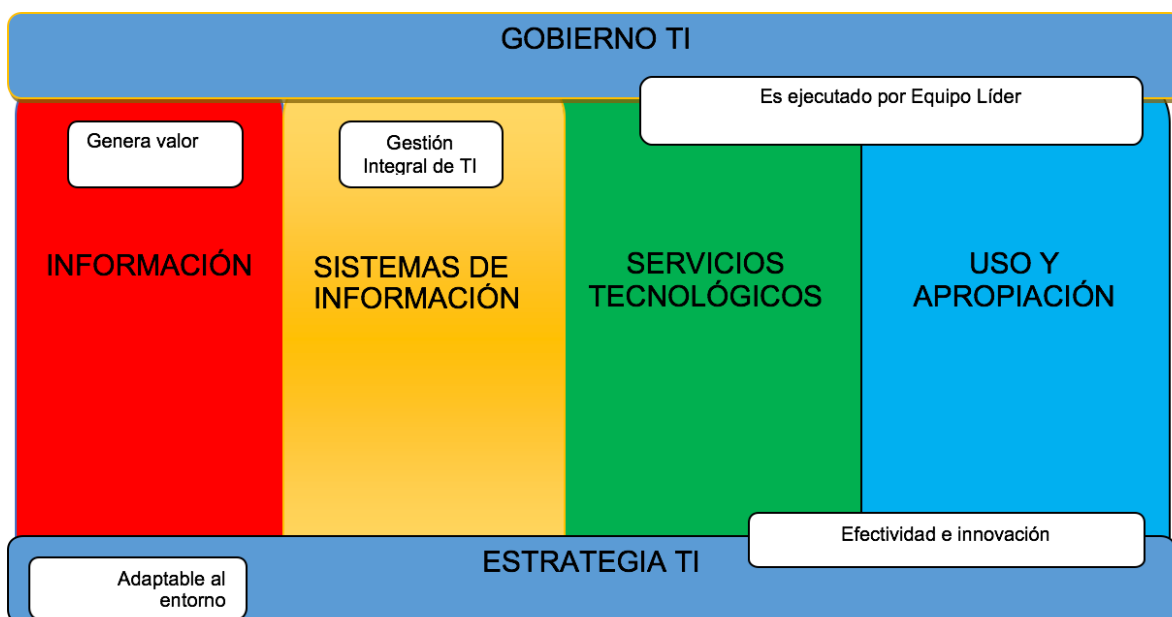 GOBIERNO TI
Es ejecutado por Equipo Líder
Genera valor
Gestión
Integral de TI
INFORMACIÓN
SISTEMAS DE
INFORMACIÓN
SERVICIOS
TECNOLÓGICOS
USO Y
APROPIACIÓN
Efectividad e innovación
ESTRATEGIA TI
Adaptable al
entorno